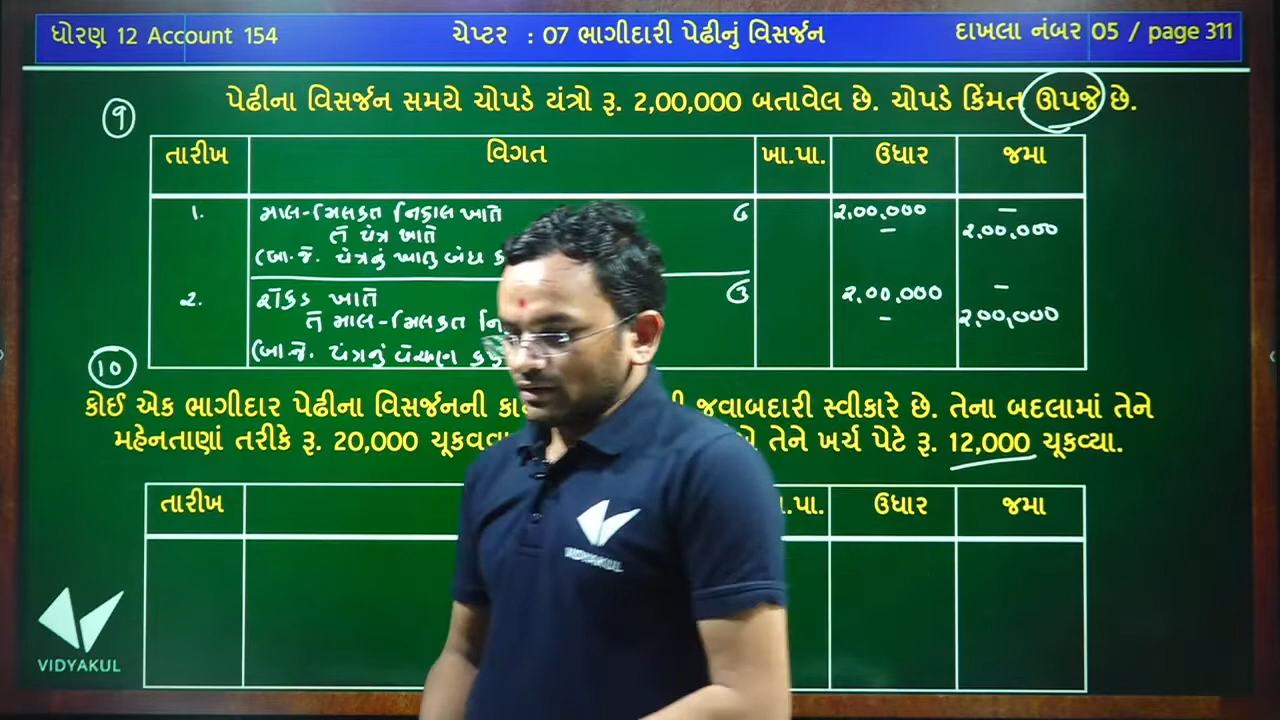 ધોરણ 12 Account 154 ચેપ્ટર : 07 ભાગીદારી પેઢીનું વિસર્જન દાખલા નંબર 05 / page 311
9 પેઢીના વિસર્જન સમયે ચોપડે યંત્રો રૂ. 2,00,000 બતાવેલ છે. ચોપડે કિંમત ઊપજે છે.
તારીખ વિગત ખા.પા. ઉધાર જમા
1. માલ-મિલકત નિકાલ ખાતે ઉ 2,00,000 —
તે યંત્ર ખાતે — 2,00,000
(બા.જે. યંત્રનું ખાતુ બંધ ક
2. રોકડ ખાતે ઉ 2,00,000 —
તે માલ-મિલકત નિ — 2,00,000
(બા.જે. યંત્રનું વેચાણ
10
કોઈ એક ભાગીદાર પેઢીના વિસર્જનની જવાબદારી સ્વીકારે છે. તેના બદલામાં તેને
મહેનતાણાં તરીકે રૂ. 20,000 તેને ખર્ચ પેટે રૂ. 12,000 ચૂકવ્યા.
તારીખ .પા. ઉધાર જમા
VIDYAKUL
VIDYAKUL